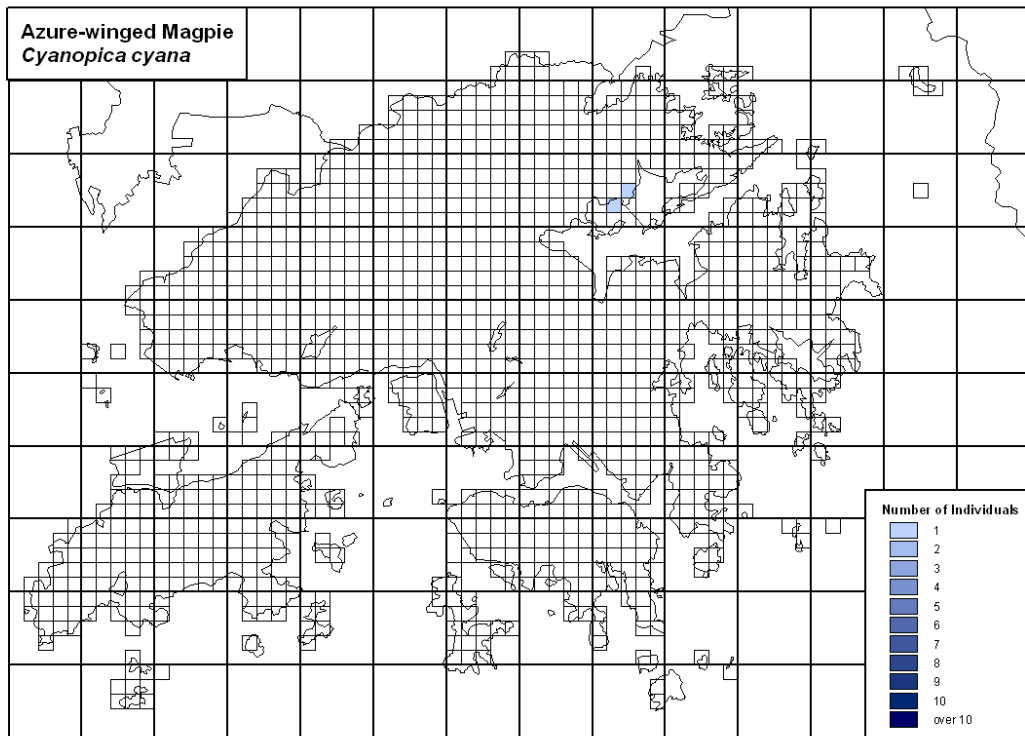 Azure-winged Magpie
Cyanopica cyana
Number of Individuals
1
2
3
4
5
6
7
8
9
10
over 10